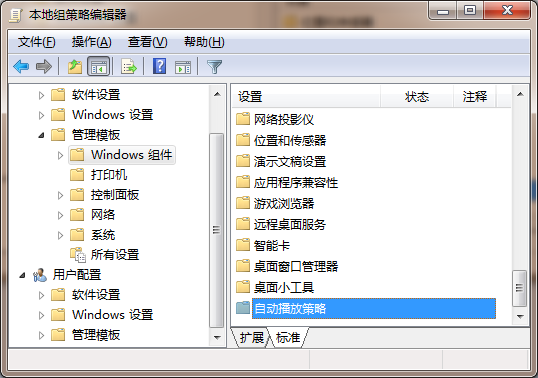 本地组策略编辑器
文件(F) 操作(A) 查看(V) 帮助(H)
软件设置
Windows 设置
管理模板
Windows 组件
打印机
控制面板
网络
系统
所有设置
用户配置
软件设置
Windows 设置
管理模板
设置 状态 注释
网络投影仪
位置和传感器
演示文稿设置
应用程序兼容性
游戏浏览器
远程桌面服务
智能卡
桌面窗口管理器
桌面小工具
自动播放策略
扩展 标准